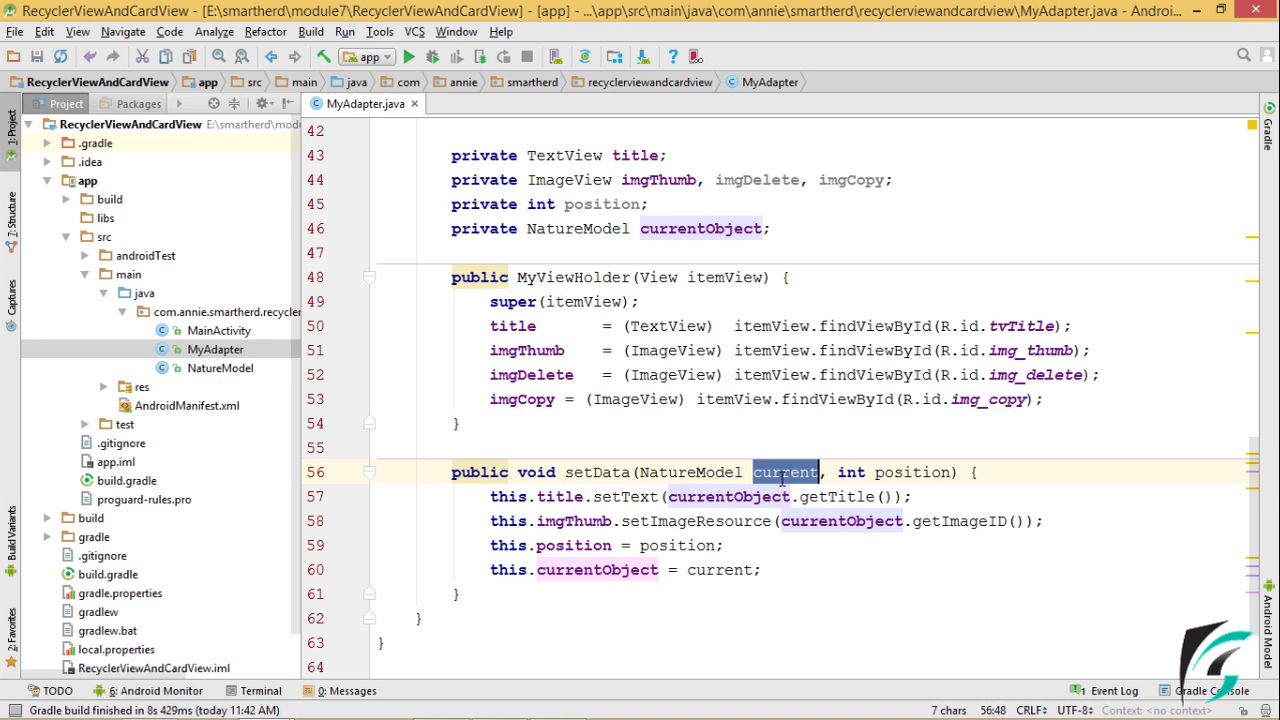 RecyclerViewAndCardView - [E:\smartherd\module7\RecyclerViewAndCardView] - [app] - ...\app\src\main\java\com\annie\smartherd\recyclerviewandcardview\MyAdapter.java - Androi...
File Edit View Navigate Code Analyze Refactor Build Run Tools VCS Window Help
app
RecyclerViewAndCardView app src main java com annie smartherd recyclerviewandcardview MyAdapter
Project Packages MyAdapter.java
RecyclerViewAndCardView E:\smartherd\mod
.gradle
.idea
app
build
libs
src
androidTest
main
java
com.annie.smartherd.recycler
MainActivity
MyAdapter
NatureModel
res
AndroidManifest.xml
test
.gitignore
app.iml
build.gradle
proguard-rules.pro
build
gradle
.gitignore
build.gradle
gradle.properties
gradlew
gradlew.bat
local.properties
RecyclerViewAndCardView.iml
1: Project
7: Structure
Captures
Build Variants
2: Favorites
42
43 private TextView title;
44 private ImageView imgThumb, imgDelete, imgCopy;
45 private int position;
46 private NatureModel currentObject;
47
48 public MyViewHolder(View itemView) {
49 super(itemView);
50 title = (TextView) itemView.findViewById(R.id.tvTitle);
51 imgThumb = (ImageView) itemView.findViewById(R.id.img_thumb);
52 imgDelete = (ImageView) itemView.findViewById(R.id.img_delete);
53 imgCopy = (ImageView) itemView.findViewById(R.id.img_copy);
54 }
55
56 public void setData(NatureModel current, int position) {
57 this.title.setText(currentObject.getTitle());
58 this.imgThumb.setImageResource(currentObject.getImageID());
59 this.position = position;
60 this.currentObject = current;
61 }
62 }
63 }
64
Gradle
Android Model
TODO 6: Android Monitor Terminal 0: Messages 1 Event Log Gradle Console
Gradle build finished in 8s 429ms (today 11:42 AM) 7 chars 56:48 CRLF÷ UTF-8÷ Context: <no context>